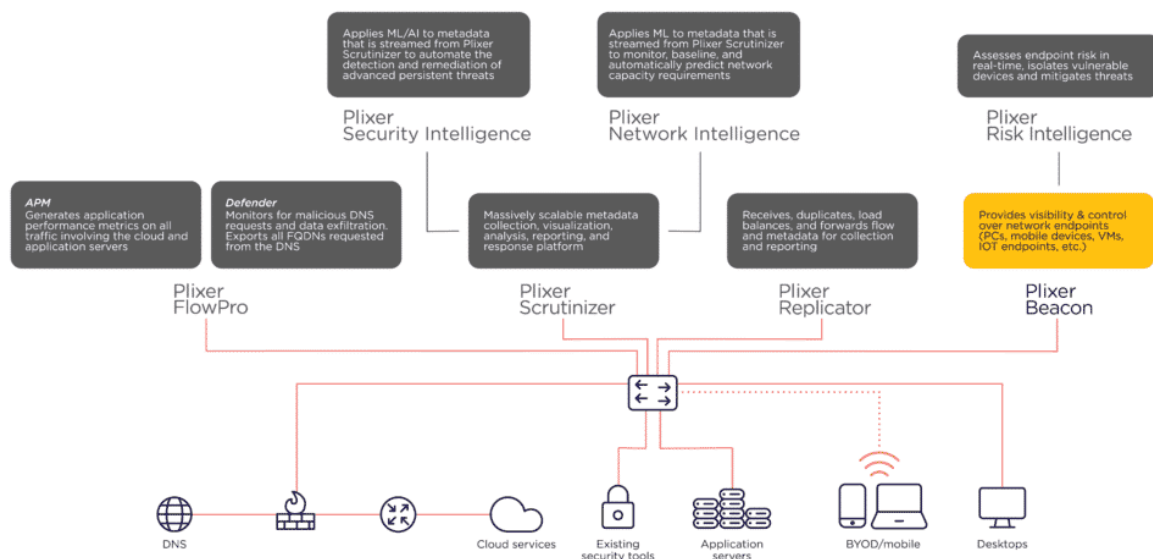 Applies ML/AI to metadata
that is streamed from Plixer
Scrutinizer to automate the
detection and remediation of
advanced persistent threats
Plixer
Security Intelligence
Applies ML to metadata that is
streamed from Plixer Scrutinizer
to monitor, baseline, and
automatically predict network
capacity requirements
Plixer
Network Intelligence
Assesses endpoint risk in
real-time, isolates vulnerable
devices and mitigates threats
Plixer
Risk Intelligence
APM
Generates application
performance metrics on all
traffic involving the cloud and
application servers
Defender
Monitors for malicious DNS
requests and data exfiltration.
Exports all FQDNs requested
from the DNS
Plixer
FlowPro
Massively scalable metadata
collection, visualization,
analysis, reporting, and
response platform
Plixer
Scrutinizer
Receives, duplicates, load
balances, and forwards flow
and metadata for collection
and reporting
Plixer
Replicator
Provides visibility & control
over network endpoints
(PCs, mobile devices, VMs,
IOT endpoints, etc.)
Plixer
Beacon
DNS
Cloud services
Existing
security tools
Application
servers
BYOD/mobile
Desktops